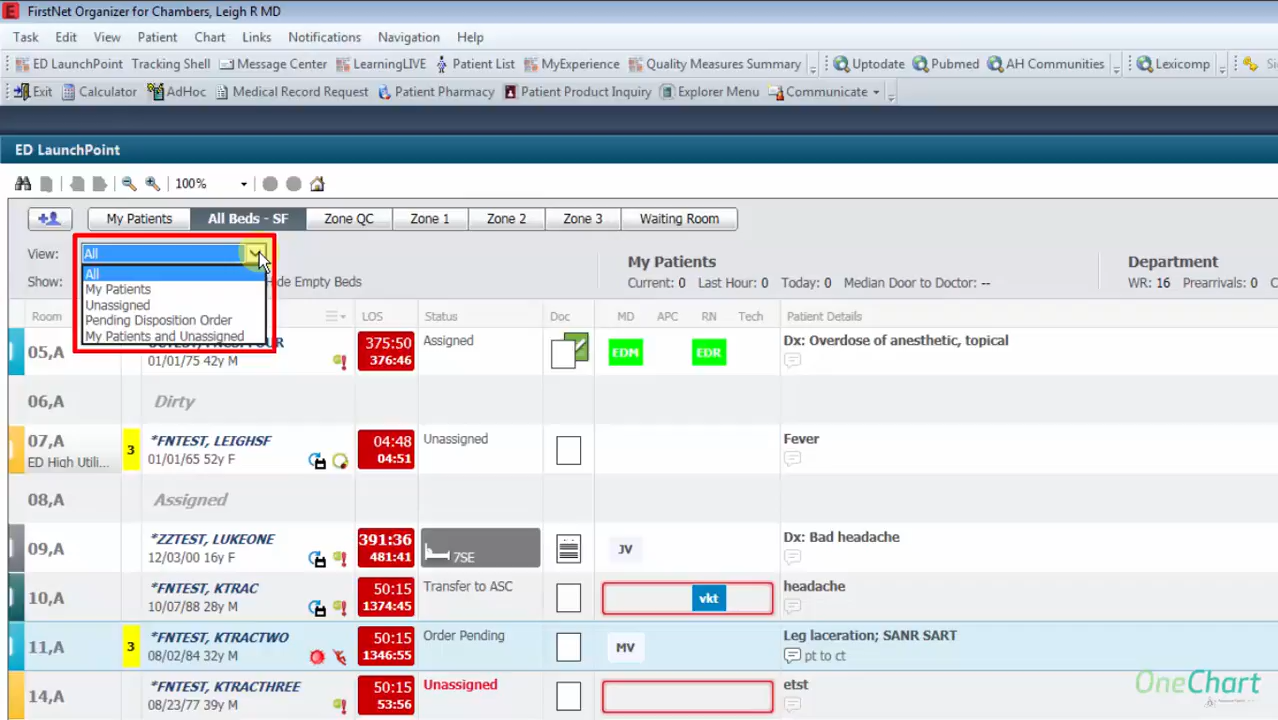 FirstNet Organizer for Chambers, Leigh R MD
Task Edit View Patient Chart Links Notifications Navigation Help
ED LaunchPoint Tracking Shell Message Center LearningLIVE Patient List MyExperience Quality Measures Summary Uptodate Pubmed AH Communities Lexicomp
Exit Calculator AdHoc Medical Record Request Patient Pharmacy Patient Product Inquiry Explorer Menu Communicate
ED LaunchPoint
100%
My Patients All Beds - SF Zone QC Zone 1 Zone 2 Zone 3 Waiting Room
View: All
All
My Patients
Unassigned
Pending Disposition Order
My Patients and Unassigned
Show: Hide Empty Beds
My Patients
Current: 0 Last Hour: 0 Today: 0 Median Door to Doctor: --
Department
WR: 16 Prearrivals: 0
Room LOS Status Doc MD APC RN Tech Patient Details
05,A 375:50 Assigned EDM EDR Dx: Overdose of anesthetic, topical
01/01/75 42y M 376:46
06,A Dirty
07,A 3 *FNTEST, LEIGHSF 04:48 Unassigned Fever
ED High Utili... 01/01/65 52y F 04:51
08,A Assigned
09,A *ZZTEST, LUKEONE 391:36 7SE JV Dx: Bad headache
12/03/00 16y F 481:41
10,A *FNTEST, KTRAC 50:15 Transfer to ASC vkt headache
10/07/88 28y M 1374:45
11,A 3 *FNTEST, KTRACTWO 50:15 Order Pending MV Leg laceration; SANR SART
08/02/84 32y M 1346:55 pt to ct
14,A *FNTEST, KTRACTHREE 50:15 Unassigned etst
08/23/77 39y M 53:56
OneChart